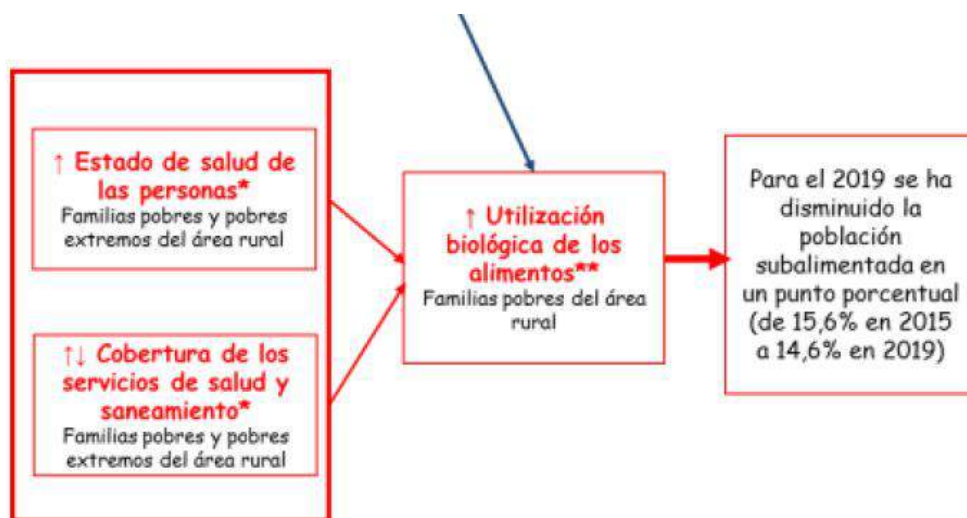 ↑ Estado de salud de
las personas*
Familias pobres y pobres
extremos del área rural
↑↓ Cobertura de los
servicios de salud y
saneamiento*
Familias pobres y pobres
extremos del área rural
↑ Utilización
biológica de los
alimentos**
Familias pobres del área
rural
Para el 2019 se ha
disminuido la
población
subalimentada en
un punto porcentual
(de 15,6% en 2015
a 14,6% en 2019)